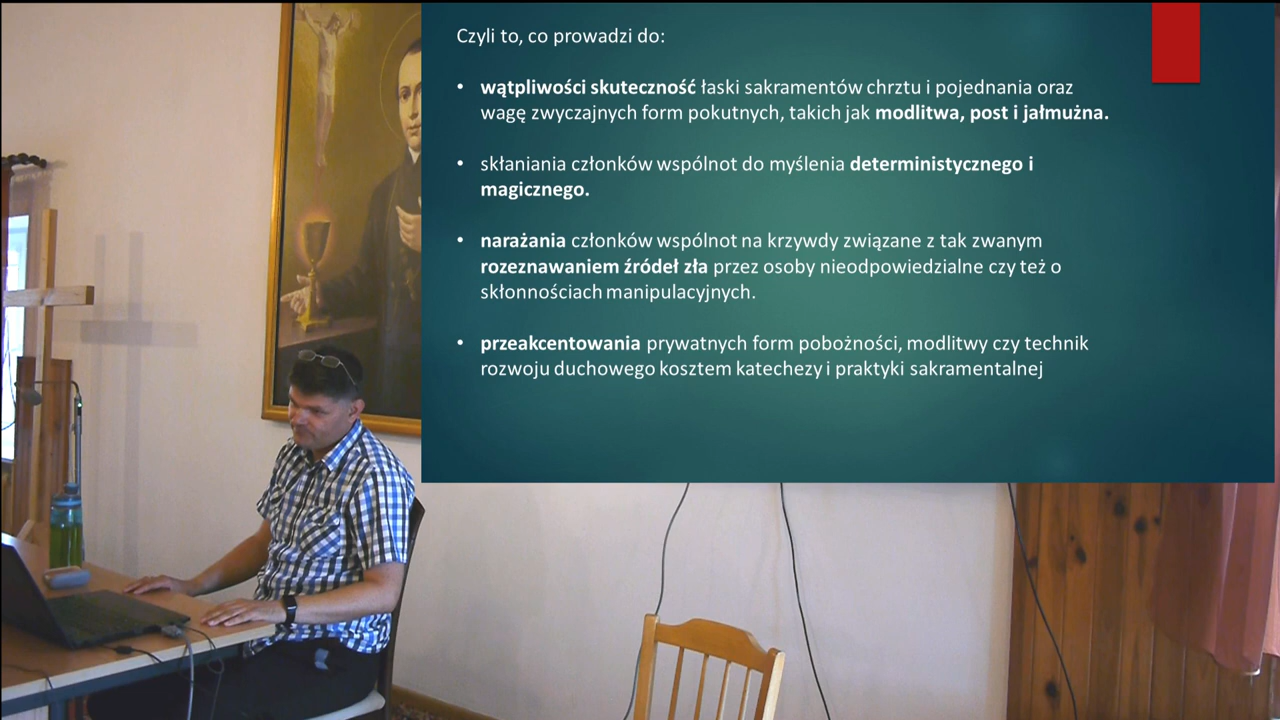 Czyli to, co prowadzi do:
• wątpliwości skuteczność łaski sakramentów chrztu i pojednania oraz
wagę zwyczajnych form pokutnych, takich jak modlitwa, post i jałmużna.
• skłaniania członków wspólnot do myślenia deterministycznego i
magicznego.
• narażania członków wspólnot na krzywdy związane z tak zwanym
rozeznawaniem źródeł zła przez osoby nieodpowiedzialne czy też o
skłonnościach manipulacyjnych.
• przeakcentowania prywatnych form pobożności, modlitwy czy technik
rozwoju duchowego kosztem katechezy i praktyki sakramentalnej